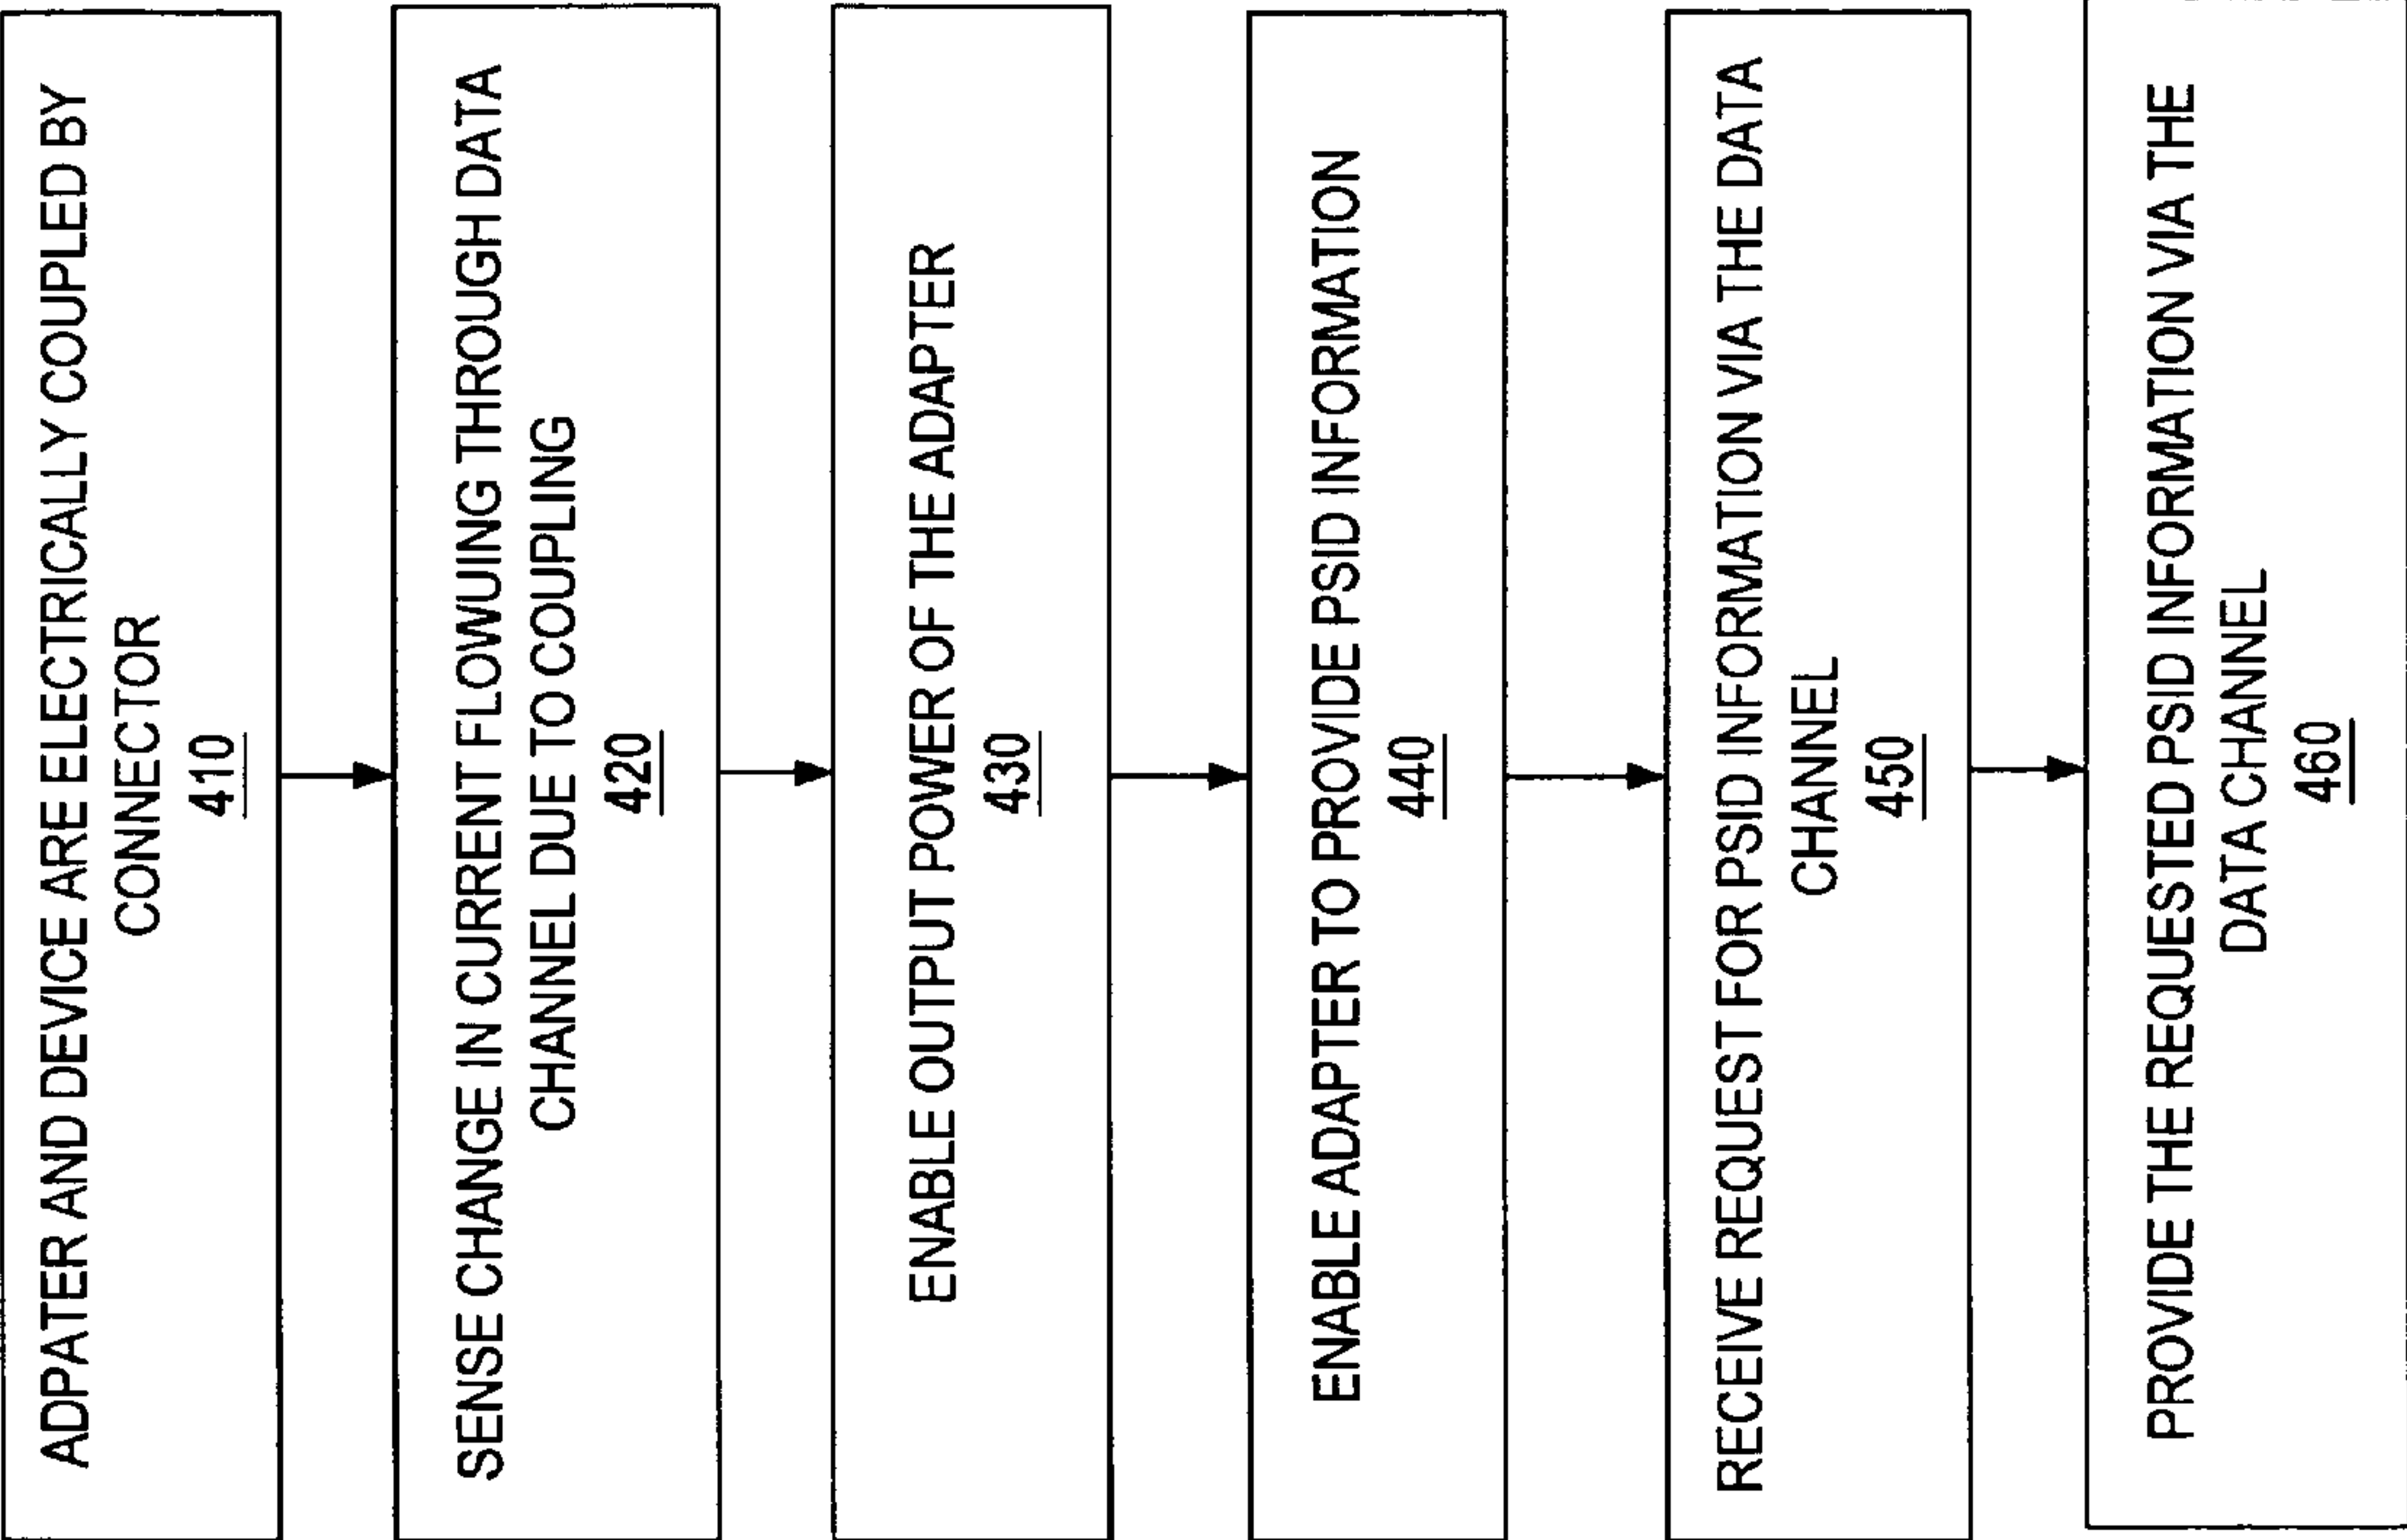 ADPATER AND DEVICE ARE ELECTRICALLY COUPLED BY
CONNECTOR
410
SENSE CHANGE IN CURRENT FLOWUING THROUGH DATA
CHANNEL DUE TO COUPLING
420
ENABLE OUTPUT POWER OF THE ADAPTER
430
ENABLE ADAPTER TO PROVIDE PSID INFORMATION
440
RECEIVE REQUEST FOR PSID INFORMATION VIA THE DATA
CHANNEL
450
PROVIDE THE REQUESTED PSID INFORMATION VIA THE
DATA CHANNEL
460